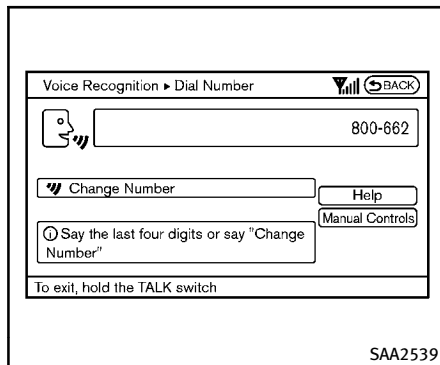 Voice Recognition ▸ Dial Number BACK
800-662
Change Number
Help
Manual Controls
Say the last four digits or say "Change
Number"
To exit, hold the TALK switch
SAA2539